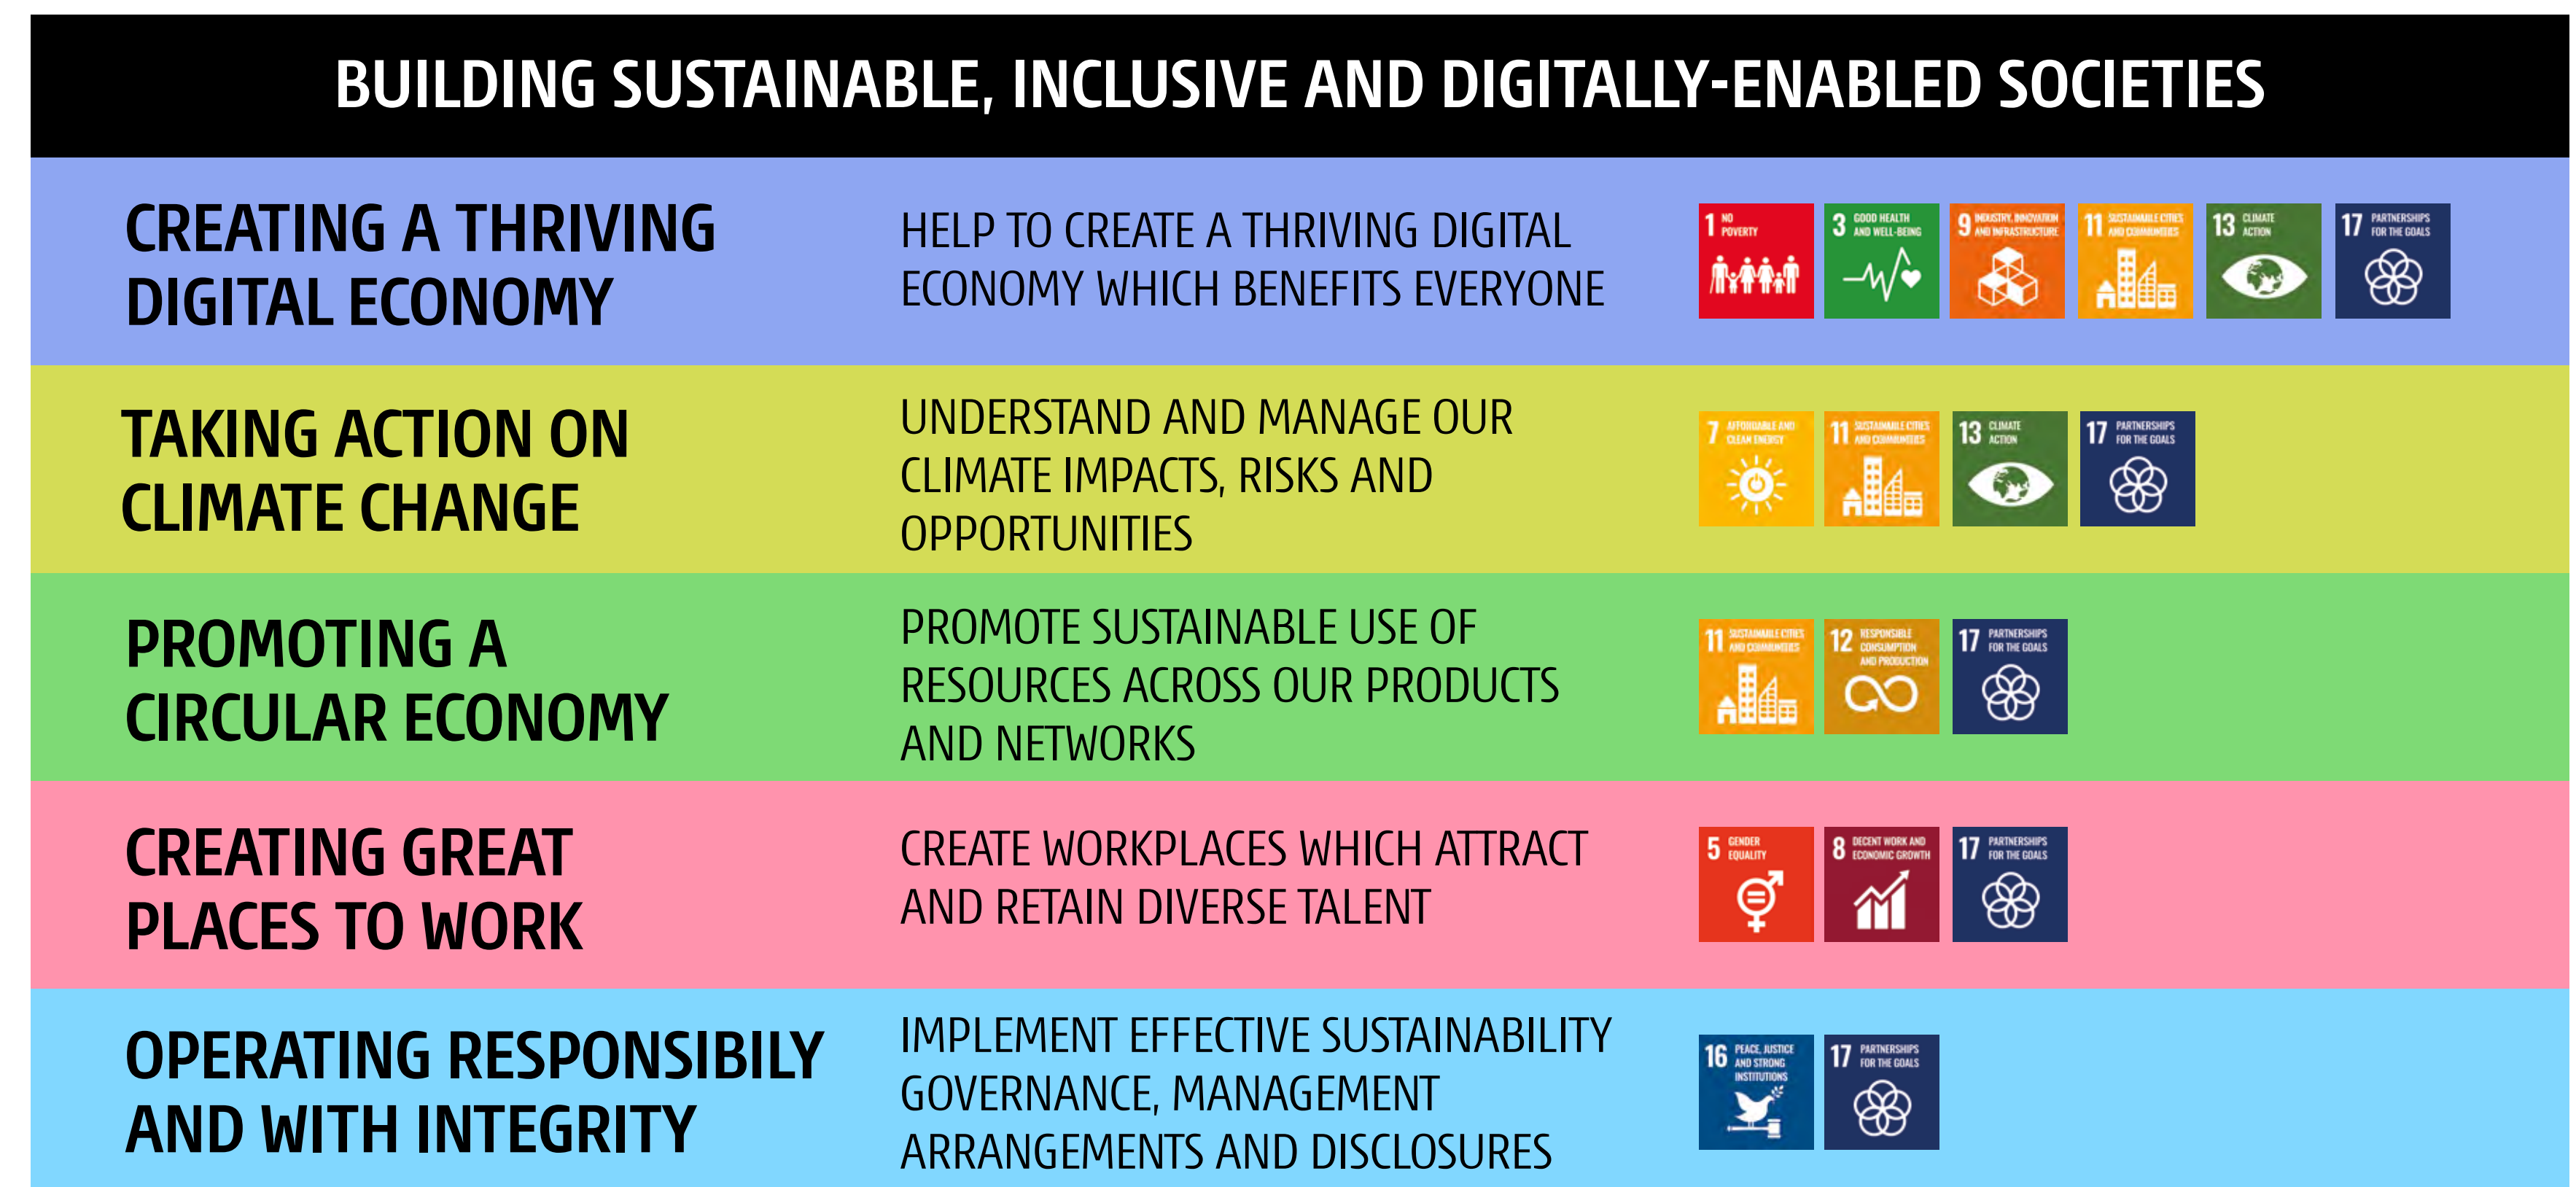 BUILDING SUSTAINABLE, INCLUSIVE AND DIGITALLY-ENABLED SOCIETIES
CREATING A THRIVING
DIGITAL ECONOMY
HELP TO CREATE A THRIVING DIGITAL
ECONOMY WHICH BENEFITS EVERYONE
1 NO
POVERTY
3 GOOD HEALTH
AND WELL-BEING
9 INDUSTRY, INNOVATION
AND INFRASTRUCTURE
11 SUSTAINABLE CITIES
AND COMMUNITIES
13 CLIMATE
ACTION
17 PARTNERSHIPS
FOR THE GOALS
TAKING ACTION ON
CLIMATE CHANGE
UNDERSTAND AND MANAGE OUR
CLIMATE IMPACTS, RISKS AND
OPPORTUNITIES
7 AFFORDABLE AND
CLEAN ENERGY
11 SUSTAINABLE CITIES
AND COMMUNITIES
13 CLIMATE
ACTION
17 PARTNERSHIPS
FOR THE GOALS
PROMOTING A
CIRCULAR ECONOMY
PROMOTE SUSTAINABLE USE OF
RESOURCES ACROSS OUR PRODUCTS
AND NETWORKS
11 SUSTAINABLE CITIES
AND COMMUNITIES
12 RESPONSIBLE
CONSUMPTION
AND PRODUCTION
17 PARTNERSHIPS
FOR THE GOALS
CREATING GREAT
PLACES TO WORK
CREATE WORKPLACES WHICH ATTRACT
AND RETAIN DIVERSE TALENT
5 GENDER
EQUALITY
8 DECENT WORK AND
ECONOMIC GROWTH
17 PARTNERSHIPS
FOR THE GOALS
OPERATING RESPONSIBILY
AND WITH INTEGRITY
IMPLEMENT EFFECTIVE SUSTAINABILITY
GOVERNANCE, MANAGEMENT
ARRANGEMENTS AND DISCLOSURES
16 PEACE, JUSTICE
AND STRONG
INSTITUTIONS
17 PARTNERSHIPS
FOR THE GOALS